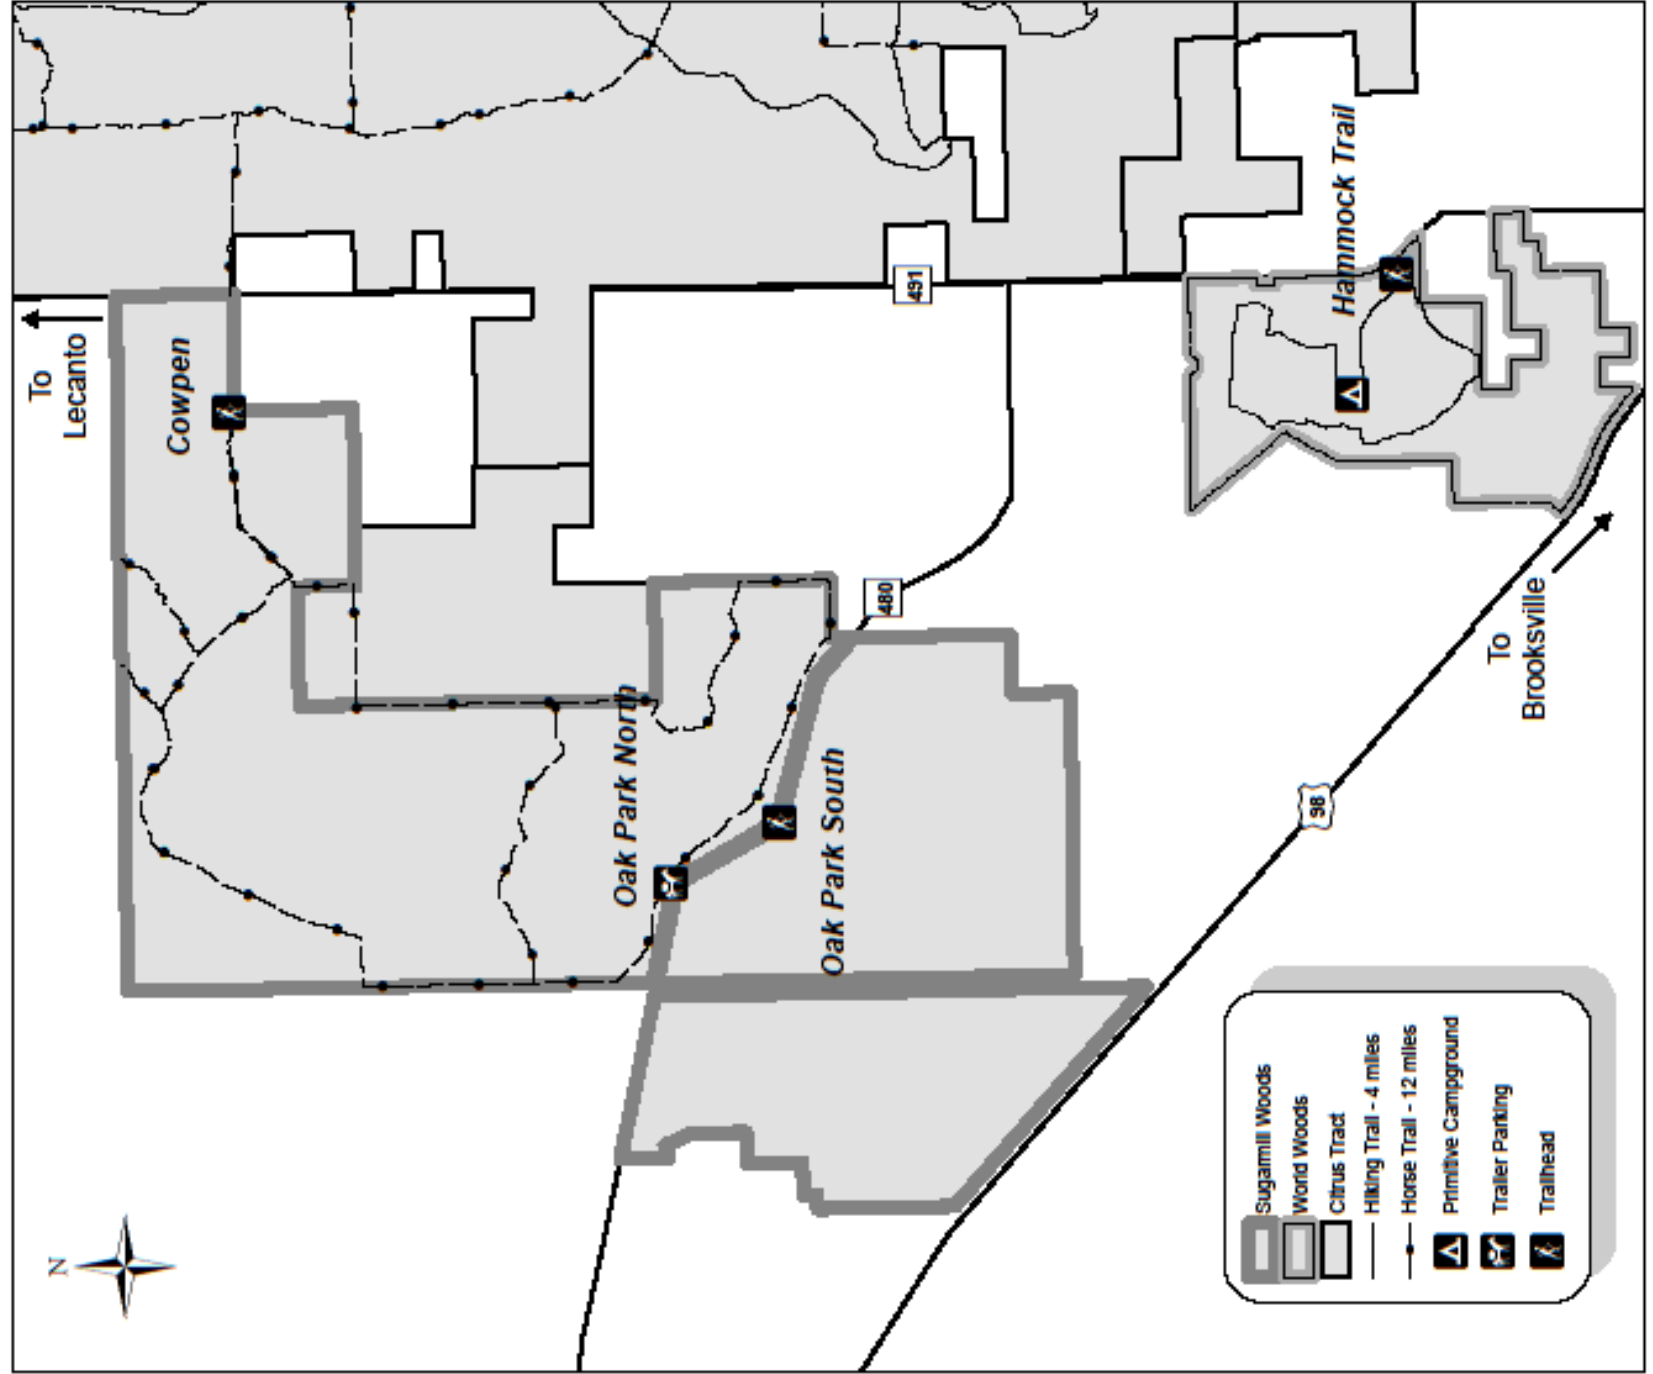 N
To
Lecanto
Cowpen
Oak Park North
Oak Park South
Hammock Trail
491
480
98
To
Brooksville
Sugarmill Woods
World Woods
Citrus Tract
Hiking Trail - 4 miles
Horse Trail - 12 miles
Primitive Campground
Trailer Parking
Trailhead